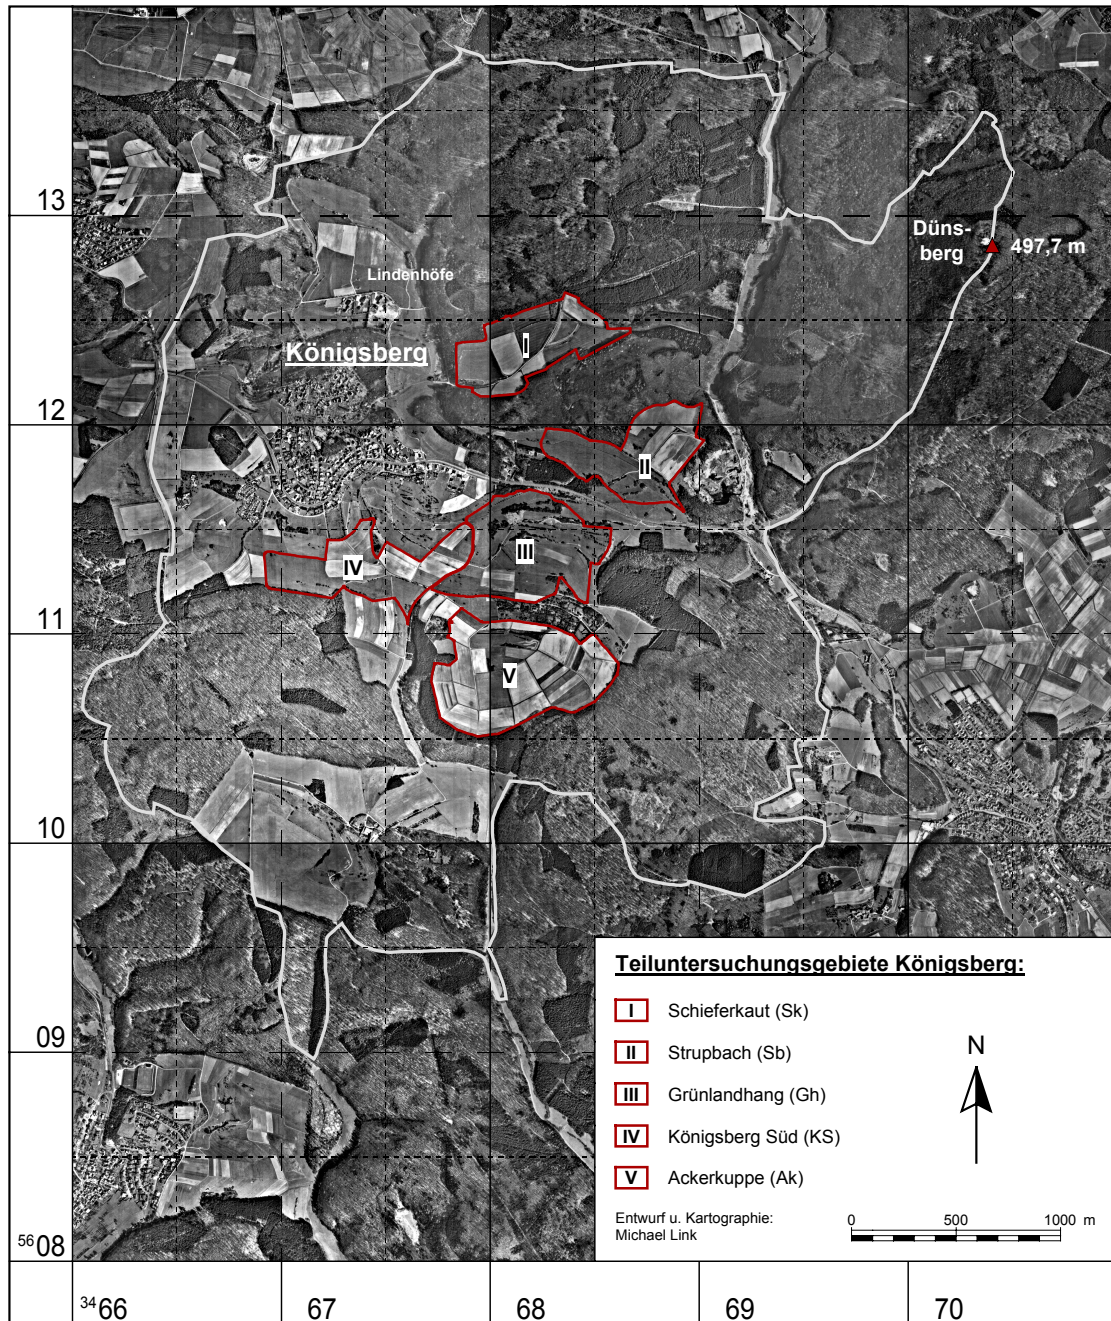 13
Düns-
berg
497,7 m
Lindenhöfe
Königsberg
I
12
II
III
IV
11
V
10
Teiluntersuchungsgebiete Königsberg:
I Schieferkaut (Sk)
II Strupbach (Sb)
III Grünlandhang (Gh)
IV Königsberg Süd (KS)
V Ackerkuppe (Ak)
N
Entwurf u. Kartographie:
Michael Link
0 500 1000 m
09
5608
3466 67 68 69 70